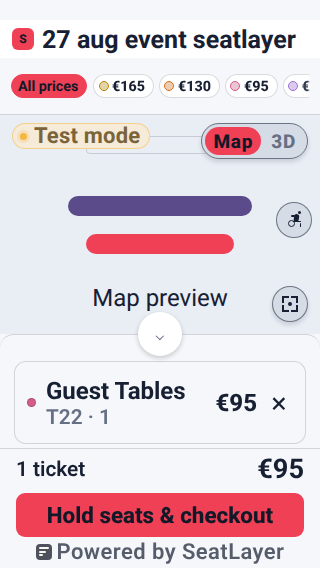 S 27 aug event seatlayer
All prices €165 €130 €95 €
Test mode Map 3D
Map preview
Guest Tables
T22 · 1
€95 ×
1 ticket €95
Hold seats & checkout
Powered by SeatLayer